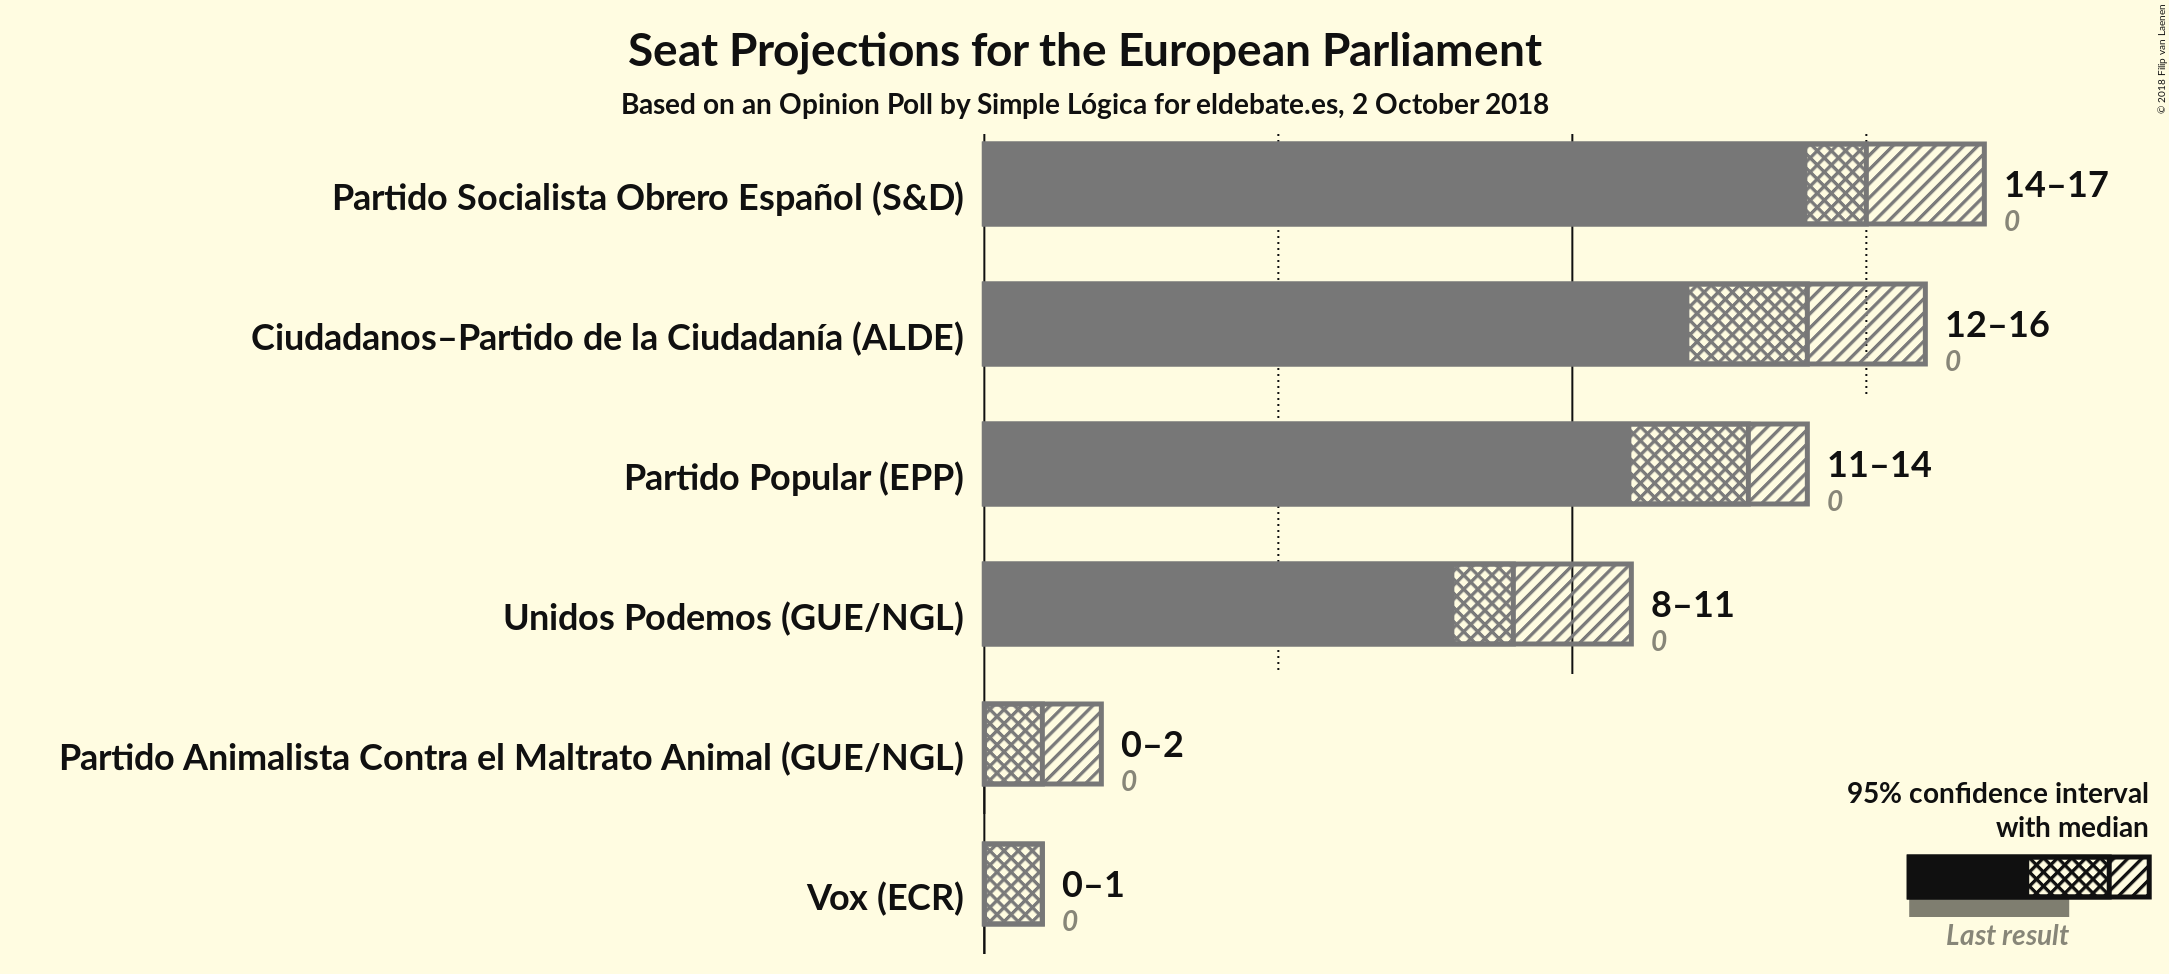 Seat Projections for the European Parliament
Based on an Opinion Poll by Simple Lógica for eldebate.es, 2 October 2018
© 2018 Filip van Laenen
Partido Socialista Obrero Español (S&D)
14–17
0
Ciudadanos–Partido de la Ciudadanía (ALDE)
12–16
0
Partido Popular (EPP)
11–14
0
Unidos Podemos (GUE/NGL)
8–11
0
Partido Animalista Contra el Maltrato Animal (GUE/NGL)
0–2
0
Vox (ECR)
0–1
0
95% confidence interval
with median
Last result